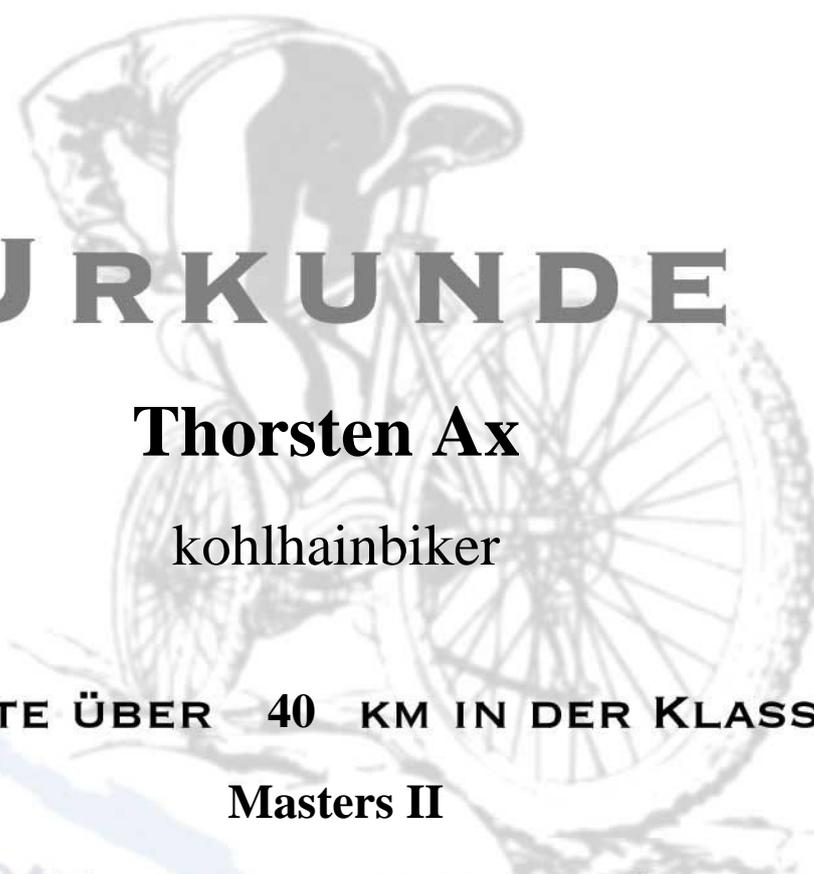 URKUNDE
Thorsten Ax
kohlhainbiker
TE ÜBER 40 KM IN DER KLASS
Masters II